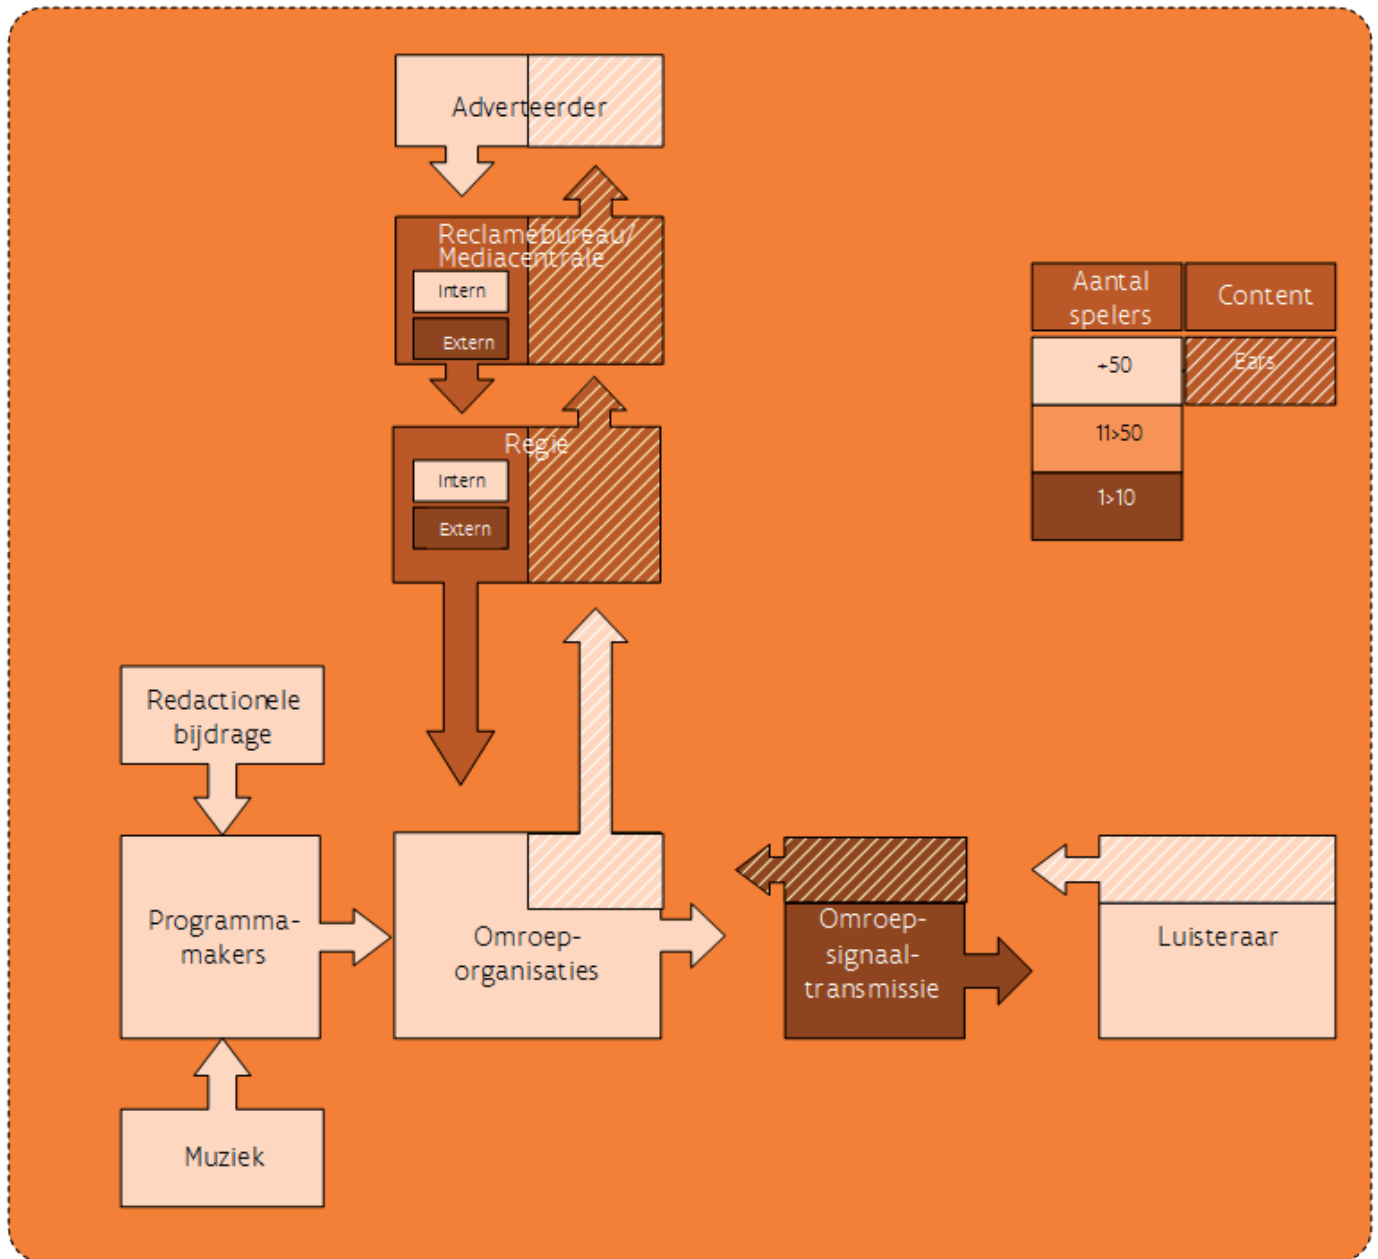 Adverteerder
Reclamebureau/
Mediacentrale
Intern
Extern
Regie
Intern
Extern
Aantal
spelers
Content
+50
Ears
11>50
1>10
Redactionele
bijdrage
Programma-
makers
Omroep-
organisaties
Omroep-
signaal-
transmissie
Luisteraar
Muziek